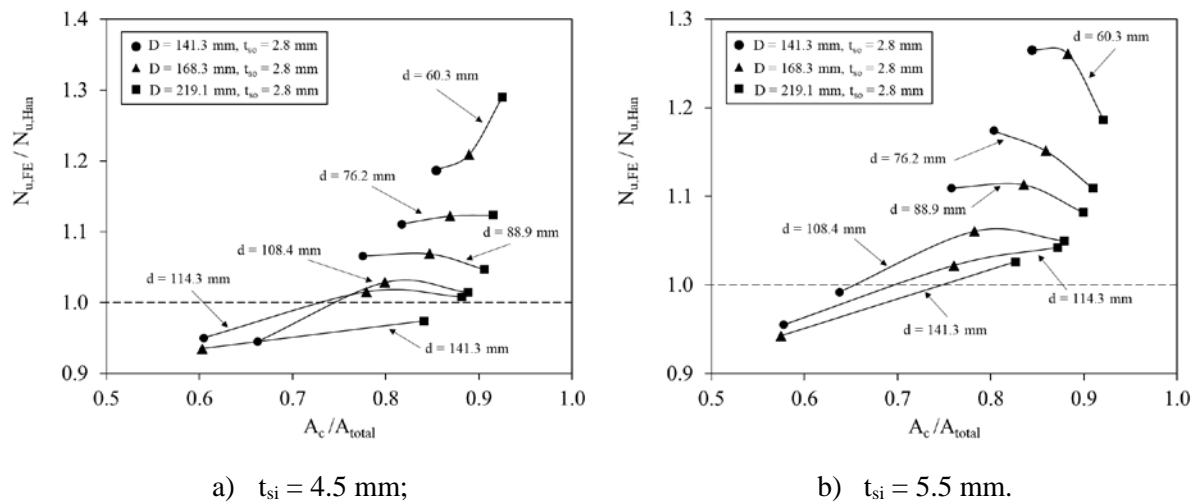 1.4
1.3
1.2
1.1
1.0
0.9
N_u,FE / N_u,Han
● D = 141.3 mm, t_so = 2.8 mm
▲ D = 168.3 mm, t_so = 2.8 mm
■ D = 219.1 mm, t_so = 2.8 mm
d = 60.3 mm
d = 76.2 mm
d = 88.9 mm
d = 108.4 mm
d = 114.3 mm
d = 141.3 mm
0.5 0.6 0.7 0.8 0.9 1.0
A_c / A_total
a) t_si = 4.5 mm;
1.3
1.2
1.1
1.0
0.9
N_u,FE / N_u,Han
● D = 141.3 mm, t_so = 2.8 mm
▲ D = 168.3 mm, t_so = 2.8 mm
■ D = 219.1 mm, t_so = 2.8 mm
d = 60.3 mm
d = 76.2 mm
d = 88.9 mm
d = 108.4 mm
d = 114.3 mm
d = 141.3 mm
0.5 0.6 0.7 0.8 0.9 1.0
A_c / A_total
b) t_si = 5.5 mm.